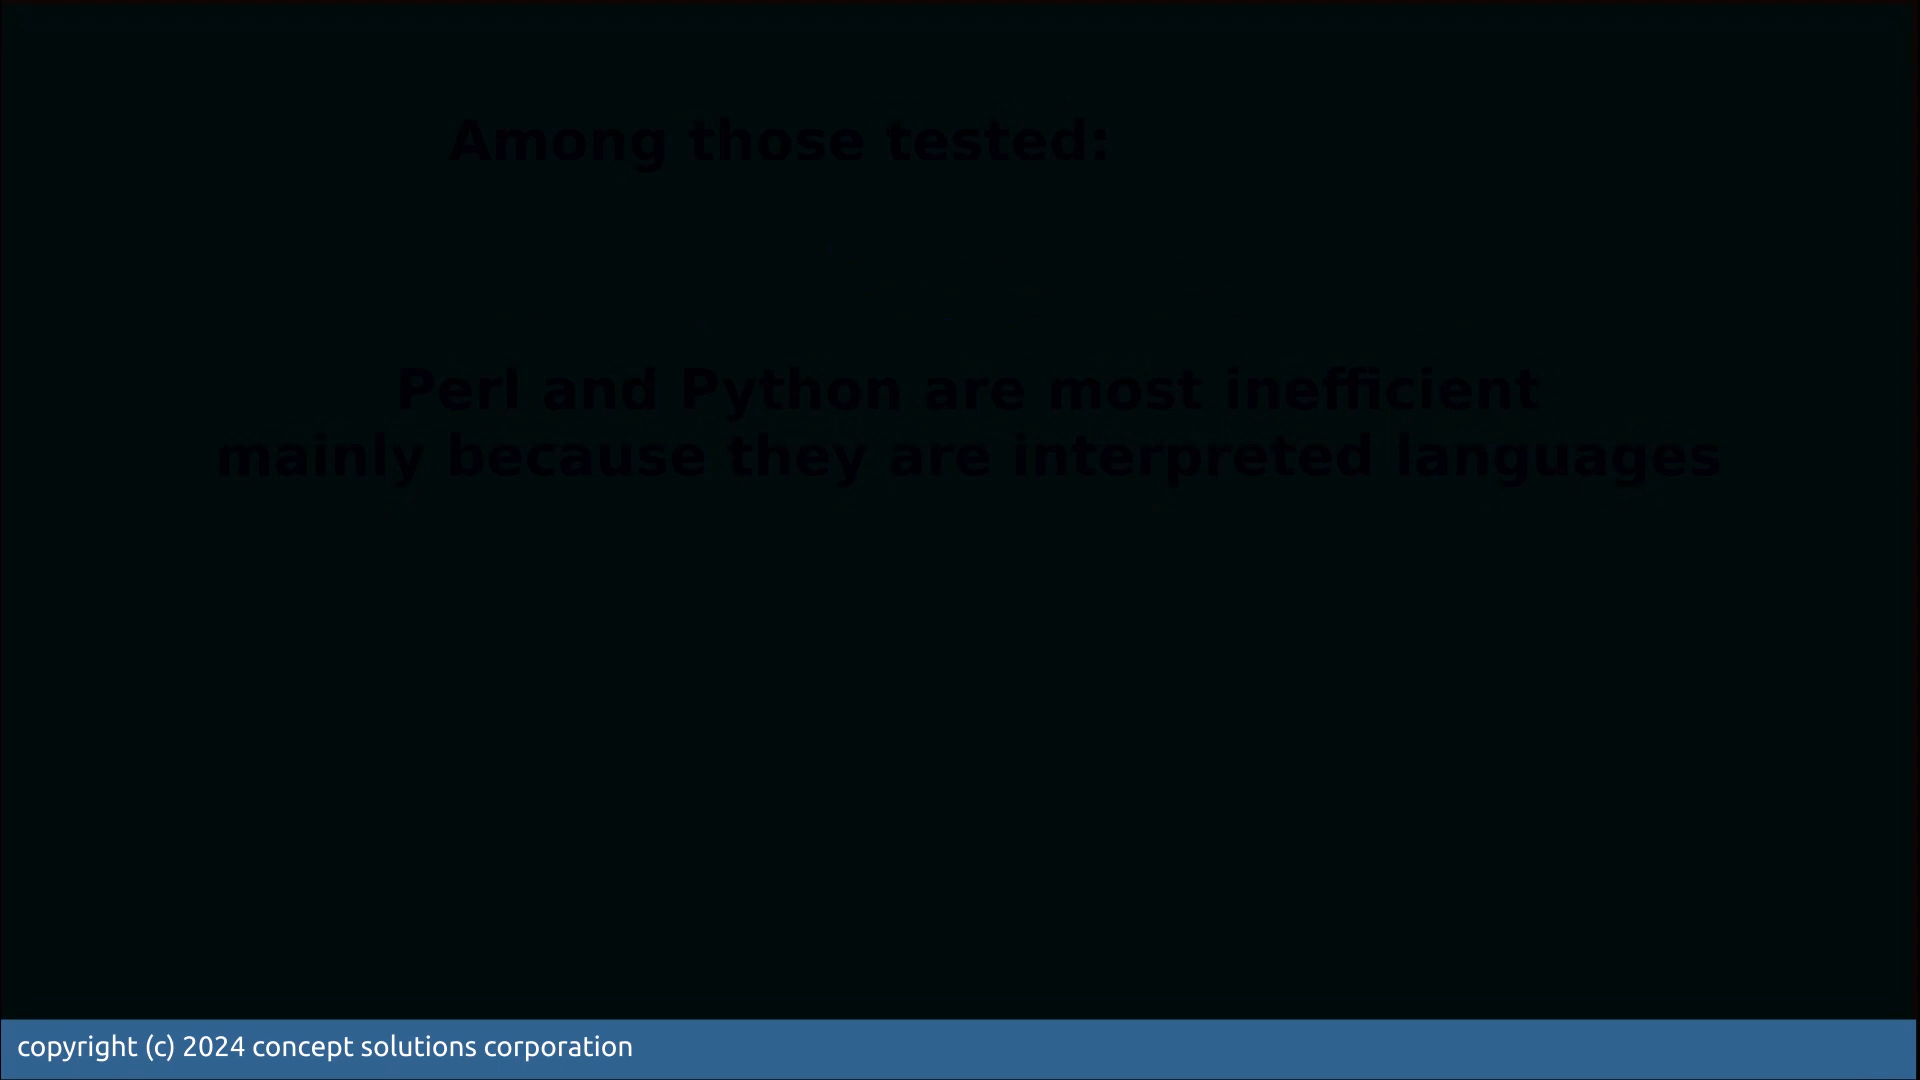 Among those tested:
Perl and Python are most inefficient
mainly because they are interpreted languages
copyright (c) 2024 concept solutions corporation